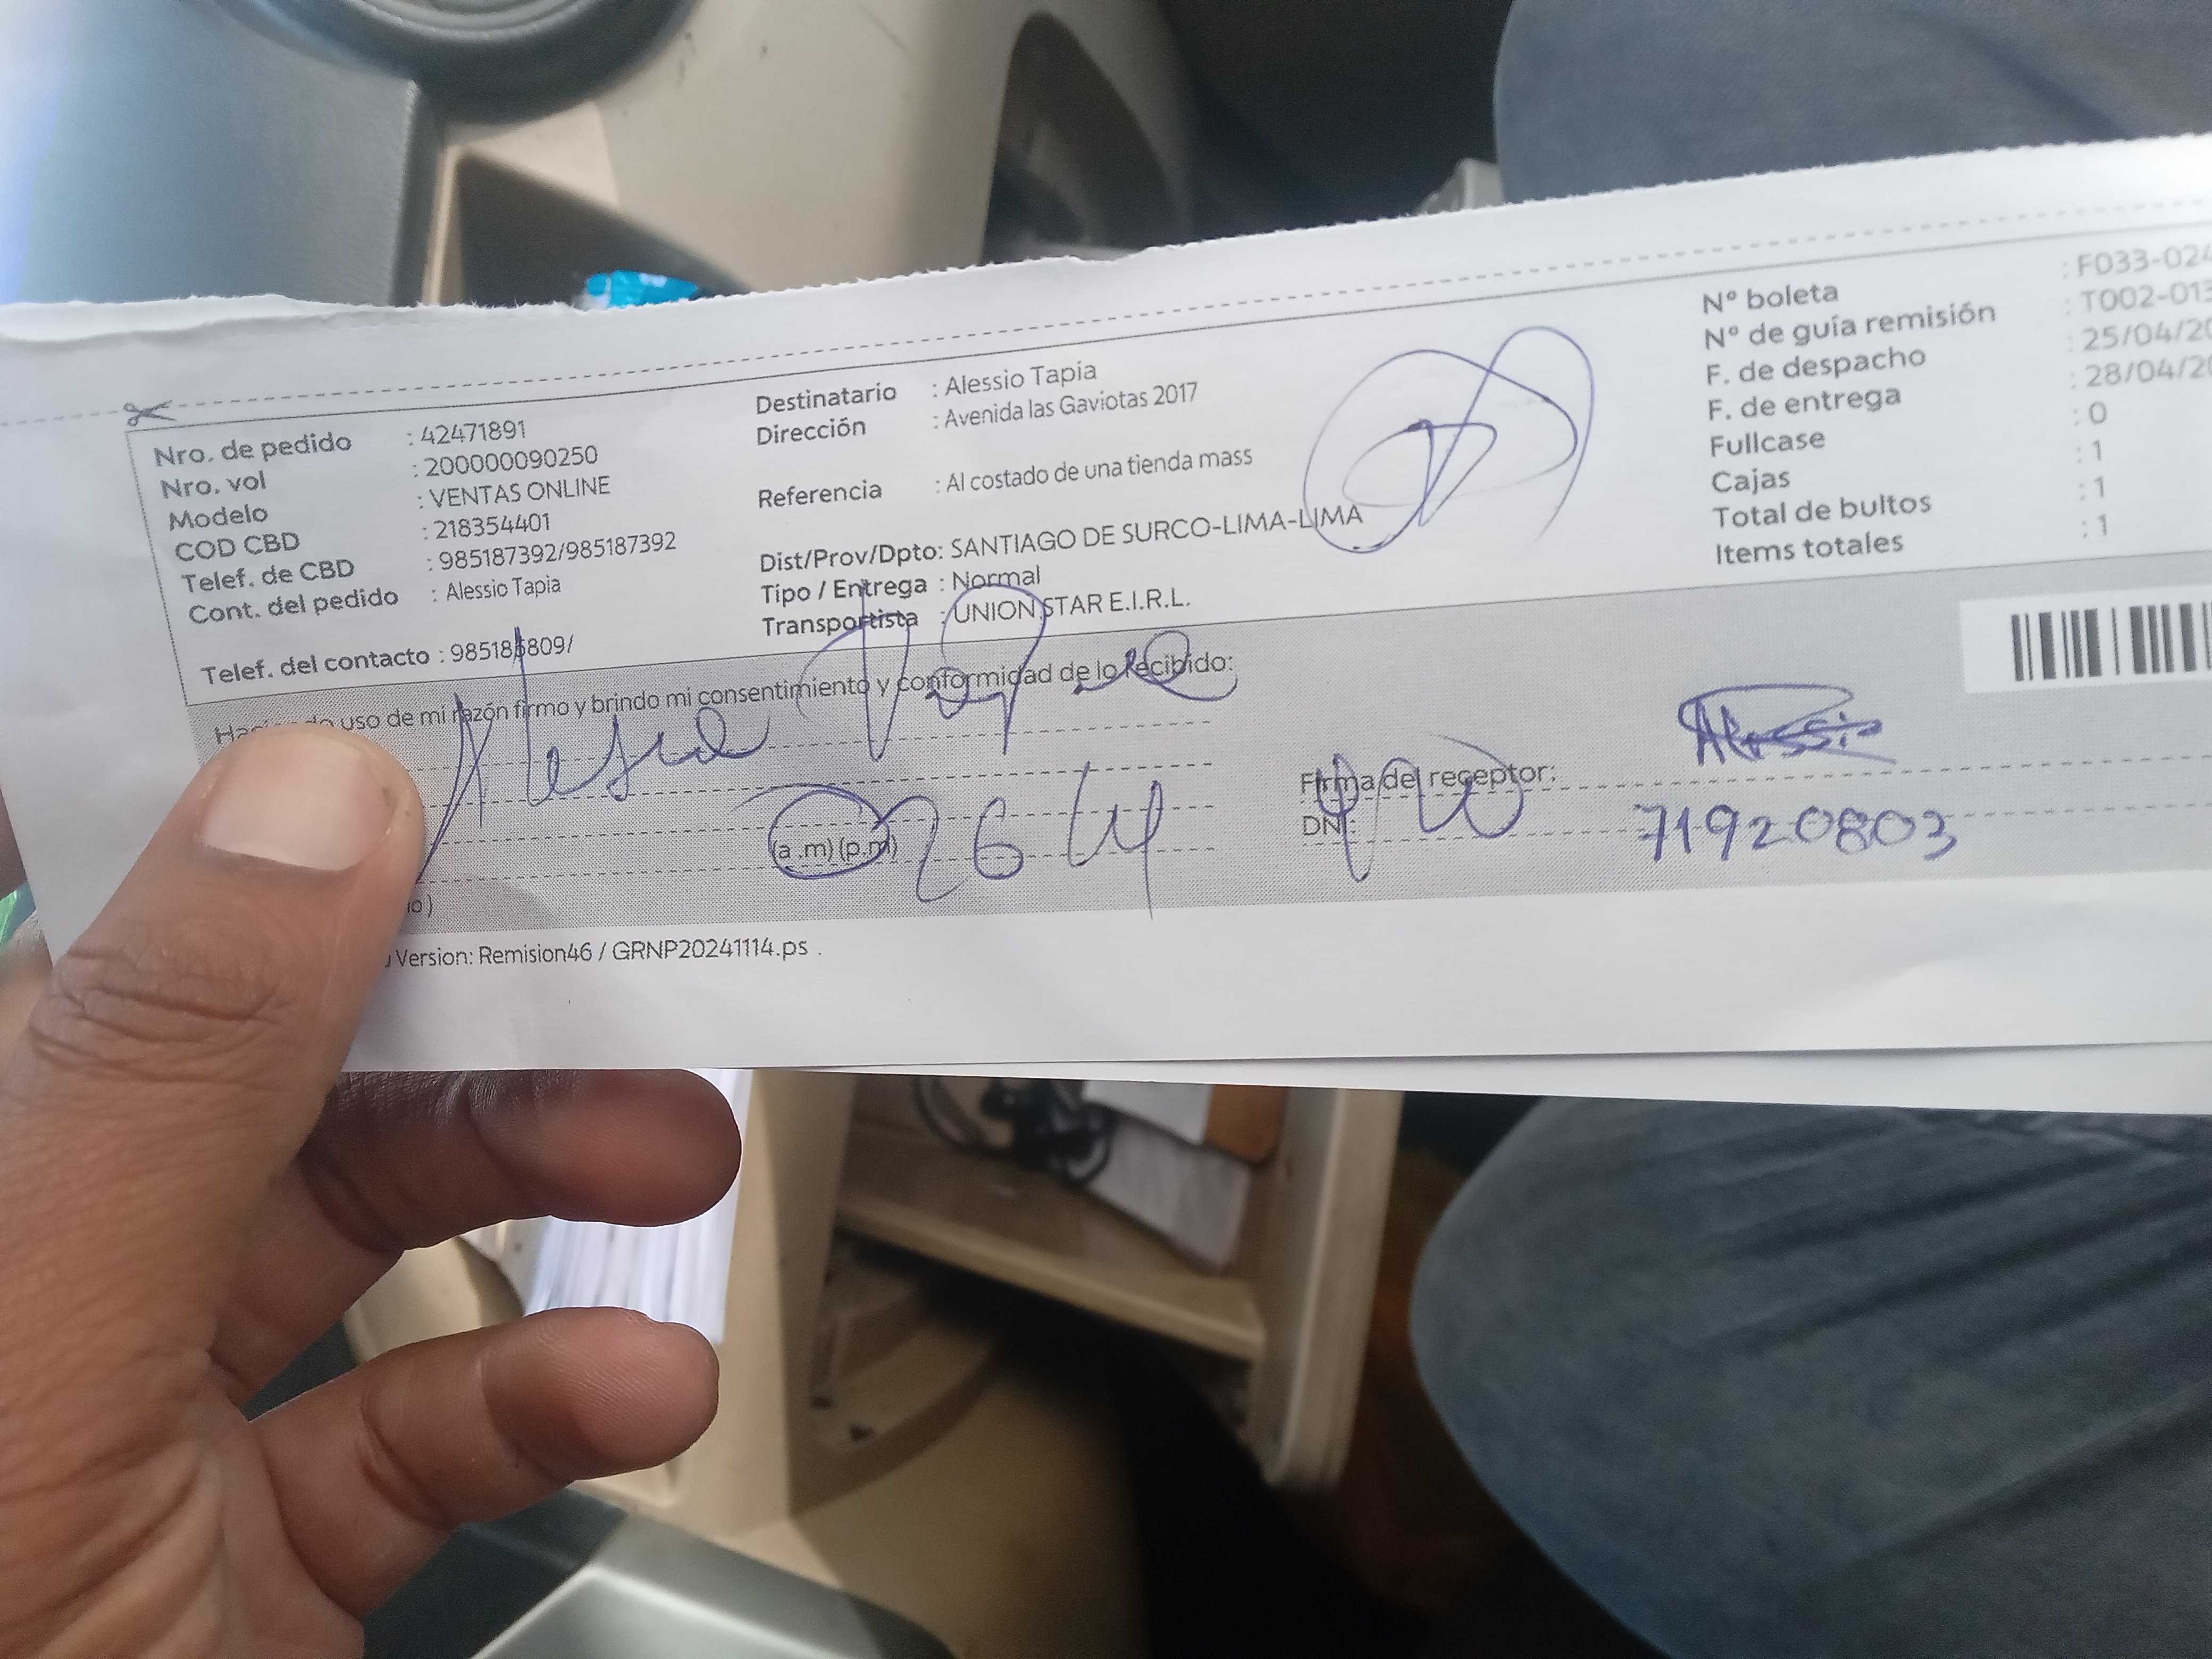 Nro. de pedido : 42471891
Nro. vol : 200000090250
Modelo : VENTAS ONLINE
COD CBD : 218354401
Telef. de CBD : 985187392/985187392
Cont. del pedido : Alessio Tapia
Telef. del contacto : 985185809/
Destinatario : Alessio Tapia
Dirección : Avenida las Gaviotas 2017
Referencia : Al costado de una tienda mass
Dist/Prov/Dpto: SANTIAGO DE SURCO-LIMA-LIMA
Tipo / Entrega : Normal
Transportista : UNION STAR E.I.R.L.
N° boleta : F033-024
N° de guía remisión : T002-013
F. de despacho : 25/04/20
F. de entrega : 28/04/20
Fullcase : 0
Cajas : 1
Total de bultos : 1
Items totales : 1
uso de mi razón firmo y brindo mi consentimiento y conformidad de lo recibido:
Firma del receptor: Alessio
(a.m) (p.m) 26 4
DNI: 71920803
Version: Remision46 / GRNP20241114.ps .